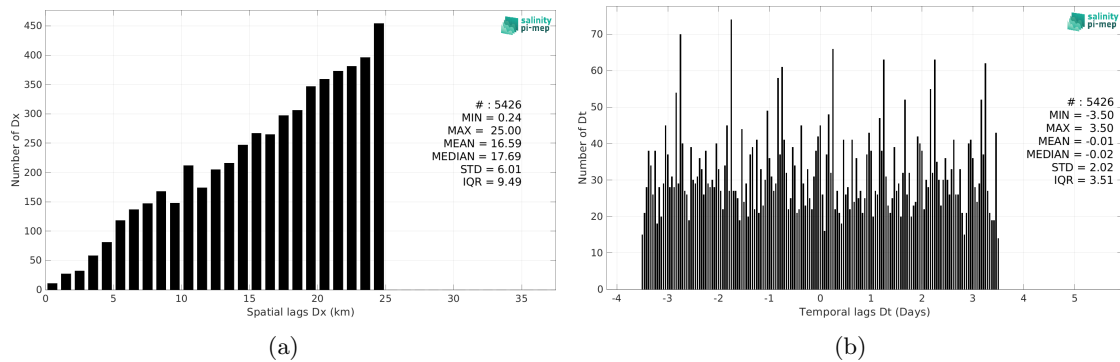 Number of Dx
450
400
350
300
250
200
150
100
50
0
0 5 10 15 20 25 30 35
Spatial lags Dx (km)
salinity
pi-mep
# : 5426
MIN = 0.24
MAX = 25.00
MEAN = 16.59
MEDIAN = 17.69
STD = 6.01
IQR = 9.49
(a)
Number of Dt
70
60
50
40
30
20
10
0
-4 -3 -2 -1 0 1 2 3 4 5
Temporal lags Dt (Days)
salinity
pi-mep
# : 5426
MIN = -3.50
MAX = 3.50
MEAN = -0.01
MEDIAN = -0.02
STD = 2.02
IQR = 3.51
(b)